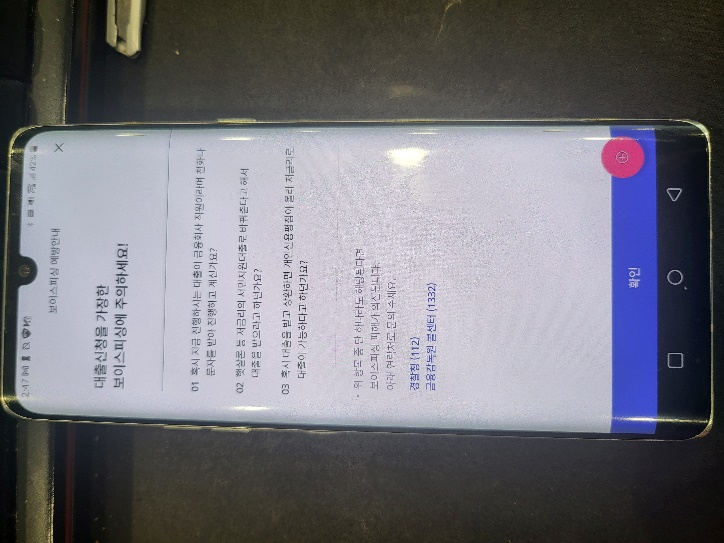 2:47
42%
보이스피싱 예방안내
대출신청을 가장한
보이스피싱에 주의하세요!
01 혹시 지금 진행하시는 대출이 금융회사 직원이라며 전화나
문자를 받아 진행하고 계신가요?
02 햇살론 등 저금리의 서민지원대출로 바꿔준다고 해서
대출을 받으라고 하던가요?
03 혹시 대출을 받고 상환하면 개인신용평점이 올라 저금리로
대출이 가능하다고 하던가요?
• 위 항목 중 단 하나라도 해당된다면
보이스피싱 피해가 의심됩니다.
아래 연락처로 문의 주세요.
경찰청 (112)
금융감독원 콜센터 (1332)
확인